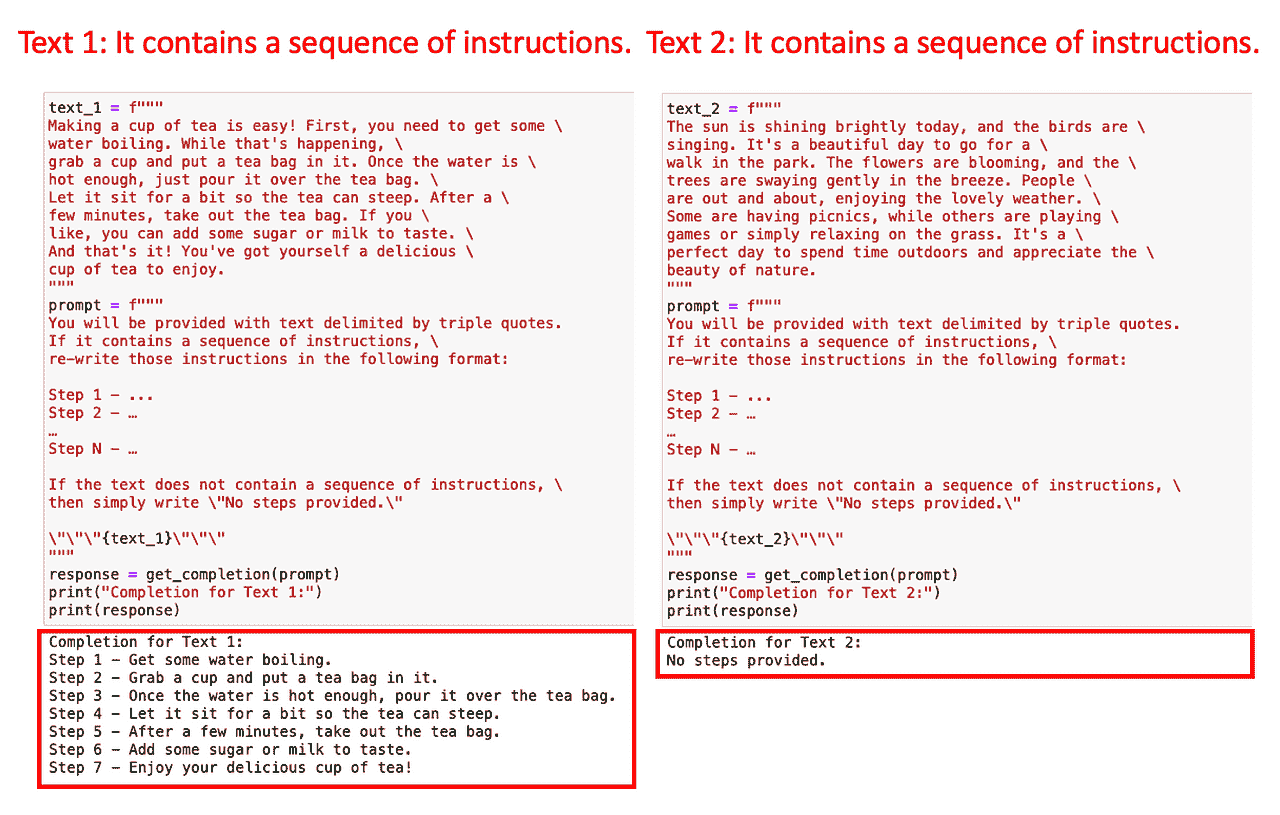 Text 1: It contains a sequence of instructions.
text_1 = f"""
Making a cup of tea is easy! First, you need to get some \
water boiling. While that's happening, \
grab a cup and put a tea bag in it. Once the water is \
hot enough, just pour it over the tea bag. \
Let it sit for a bit so the tea can steep. After a \
few minutes, take out the tea bag. If you \
like, you can add some sugar or milk to taste. \
And that's it! You've got yourself a delicious \
cup of tea to enjoy.
"""
prompt = f"""
You will be provided with text delimited by triple quotes.
If it contains a sequence of instructions, \
re-write those instructions in the following format:

Step 1 - ...
Step 2 - …
…
Step N - …

If the text does not contain a sequence of instructions, \
then simply write \"No steps provided.\"

\"\"\"{text_1}\"\"\"
"""
response = get_completion(prompt)
print("Completion for Text 1:")
print(response)
Completion for Text 1:
Step 1 - Get some water boiling.
Step 2 - Grab a cup and put a tea bag in it.
Step 3 - Once the water is hot enough, pour it over the tea bag.
Step 4 - Let it sit for a bit so the tea can steep.
Step 5 - After a few minutes, take out the tea bag.
Step 6 - Add some sugar or milk to taste.
Step 7 - Enjoy your delicious cup of tea!
Text 2: It contains a sequence of instructions.
text_2 = f"""
The sun is shining brightly today, and the birds are \
singing. It's a beautiful day to go for a \
walk in the park. The flowers are blooming, and the \
trees are swaying gently in the breeze. People \
are out and about, enjoying the lovely weather. \
Some are having picnics, while others are playing \
games or simply relaxing on the grass. It's a \
perfect day to spend time outdoors and appreciate the \
beauty of nature.
"""
prompt = f"""
You will be provided with text delimited by triple quotes.
If it contains a sequence of instructions, \
re-write those instructions in the following format:

Step 1 - ...
Step 2 - …
…
Step N - …

If the text does not contain a sequence of instructions, \
then simply write \"No steps provided.\"

\"\"\"{text_2}\"\"\"
"""
response = get_completion(prompt)
print("Completion for Text 2:")
print(response)
Completion for Text 2:
No steps provided.